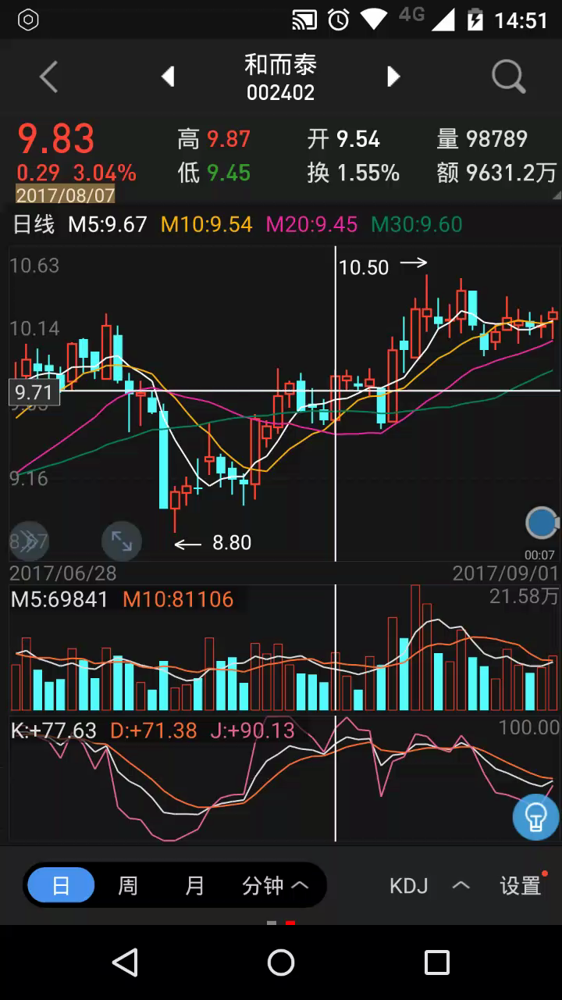 4G 14:51
和而泰
002402
9.83 高 9.87 开 9.54 量 98789
0.29 3.04% 低 9.45 换 1.55% 额 9631.2万
2017/08/07
日线 M5:9.67 M10:9.54 M20:9.45 M30:9.60
10.63
10.50
10.14
9.71
9.16
8.80
00:07
2017/06/28 2017/09/01
M5:69841 M10:81106 21.58万
K:+77.63 D:+71.38 J:+90.13 100.00
日 周 月 分钟 KDJ 设置